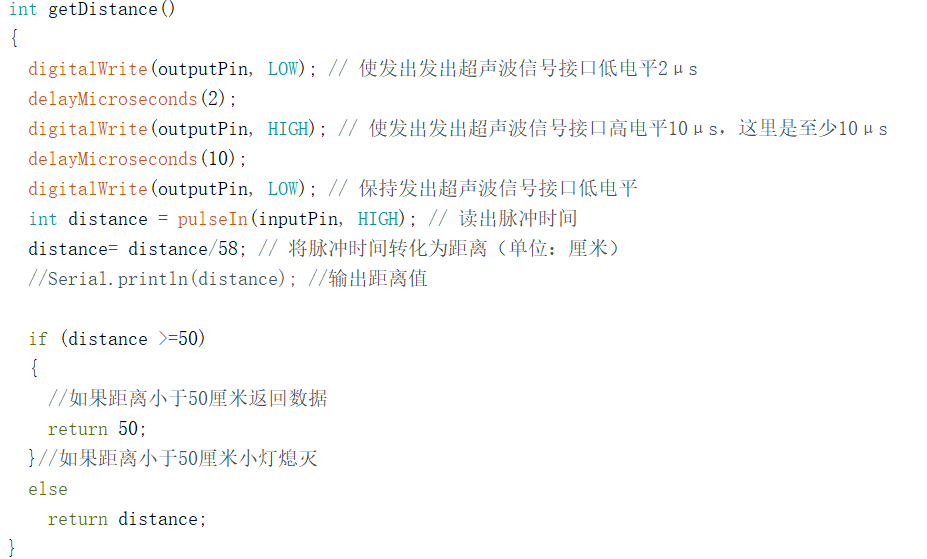 int getDistance()
{
digitalWrite(outputPin, LOW); // 使发出发出超声波信号接口低电平2μs
delayMicroseconds(2);
digitalWrite(outputPin, HIGH); // 使发出发出超声波信号接口高电平10μs，这里是至少10μs
delayMicroseconds(10);
digitalWrite(outputPin, LOW); // 保持发出超声波信号接口低电平
int distance = pulseIn(inputPin, HIGH); // 读出脉冲时间
distance= distance/58; // 将脉冲时间转化为距离（单位：厘米）
//Serial.println(distance); //输出距离值
if (distance >=50)
{
//如果距离小于50厘米返回数据
return 50;
}//如果距离小于50厘米小灯熄灭
else
return distance;
}